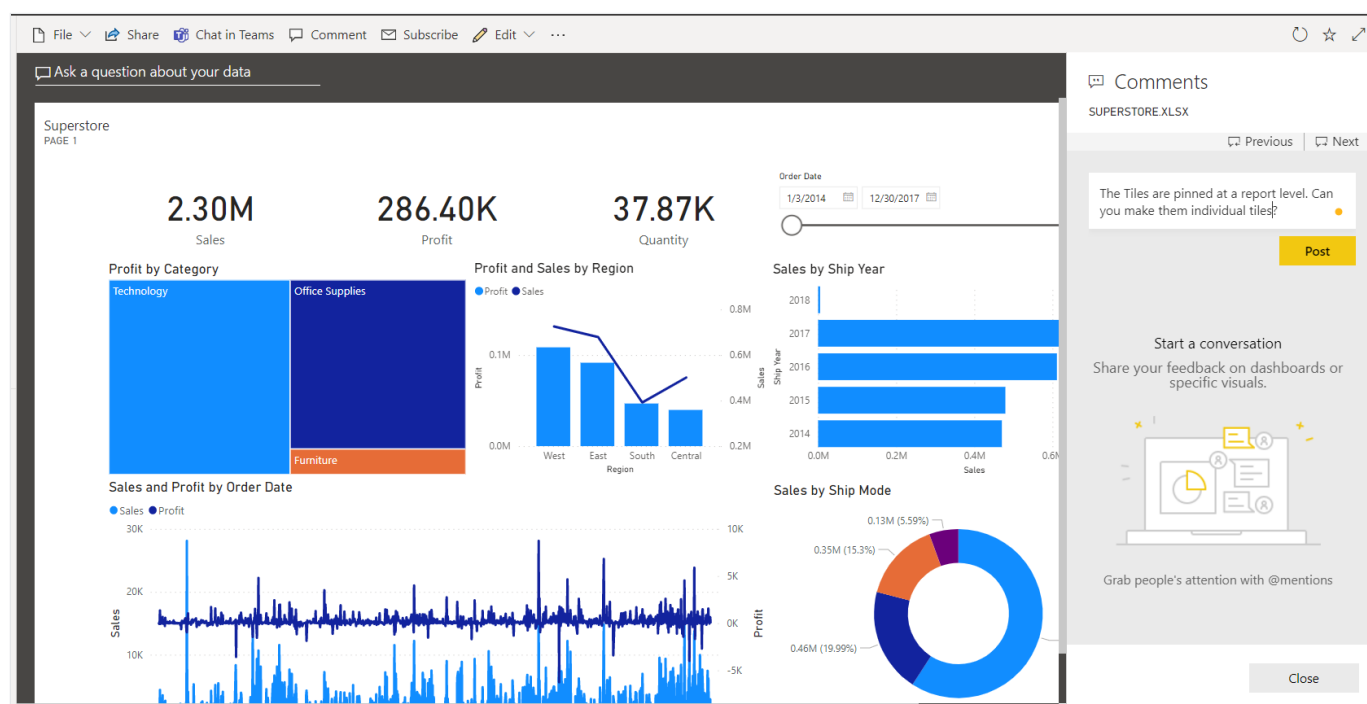 File Share Chat in Teams Comment Subscribe Edit ...
Ask a question about your data
Superstore
PAGE 1
2.30M
Sales
286.40K
Profit
37.87K
Quantity
Order Date
1/3/2014 12/30/2017
Profit by Category
Technology
Office Supplies
Furniture
Profit and Sales by Region
Profit Sales
0.8M
0.1M 0.6M
0.4M
0.0M 0.2M
Profit
Sales
West East South Central
Region
Sales by Ship Year
Ship Year
2018
2017
2016
2015
2014
0.0M 0.2M 0.4M
Sales
Sales and Profit by Order Date
Sales Profit
30K 10K
5K
20K
0K
10K
-5K
Sales
Profit
Sales by Ship Mode
0.13M (5.59%)
0.35M (15.3%)
0.46M (19.99%)
Comments
SUPERSTORE.XLSX
Previous Next
The Tiles are pinned at a report level. Can
you make them individual tiles?
Post
Start a conversation
Share your feedback on dashboards or
specific visuals.
Grab people's attention with @mentions
Close